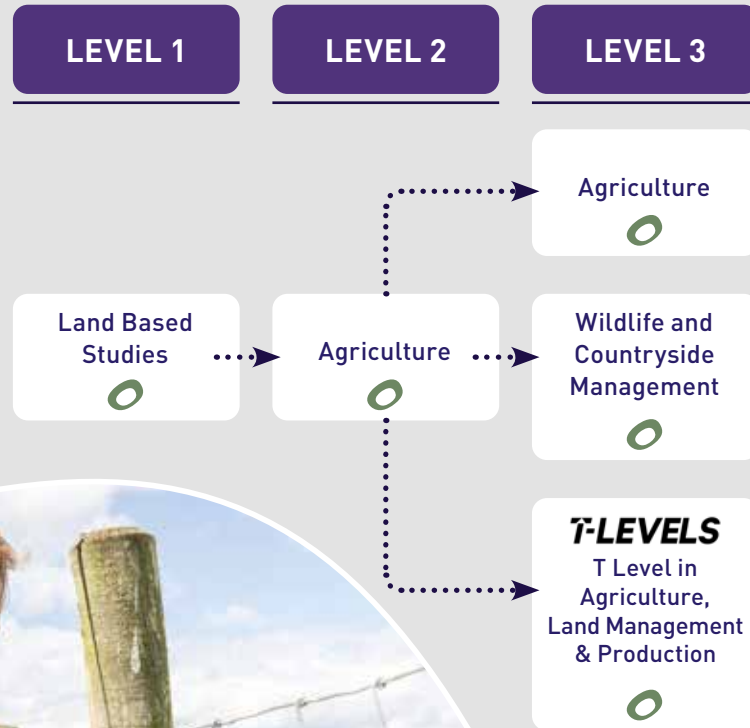 LEVEL 1
LEVEL 2
LEVEL 3
Land Based
Studies
Agriculture
Agriculture
Wildlife and
Countryside
Management
T-LEVELS
T Level in
Agriculture,
Land Management
& Production